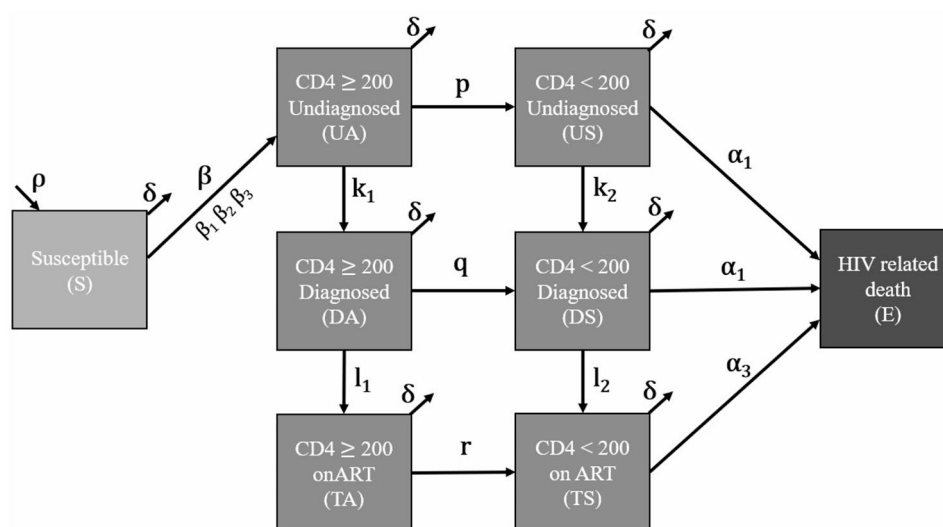 δ
δ
CD4 ≥ 200
Undiagnosed
(UA)
p
CD4 < 200
Undiagnosed
(US)
α₁
ρ
δ
β
β₁ β₂ β₃
k₁
k₂
δ
δ
Susceptible
(S)
CD4 ≥ 200
Diagnosed
(DA)
q
CD4 < 200
Diagnosed
(DS)
α₁
HIV related
death
(E)
l₁
l₂
α₃
δ
δ
CD4 ≥ 200
onART
(TA)
r
CD4 < 200
on ART
(TS)